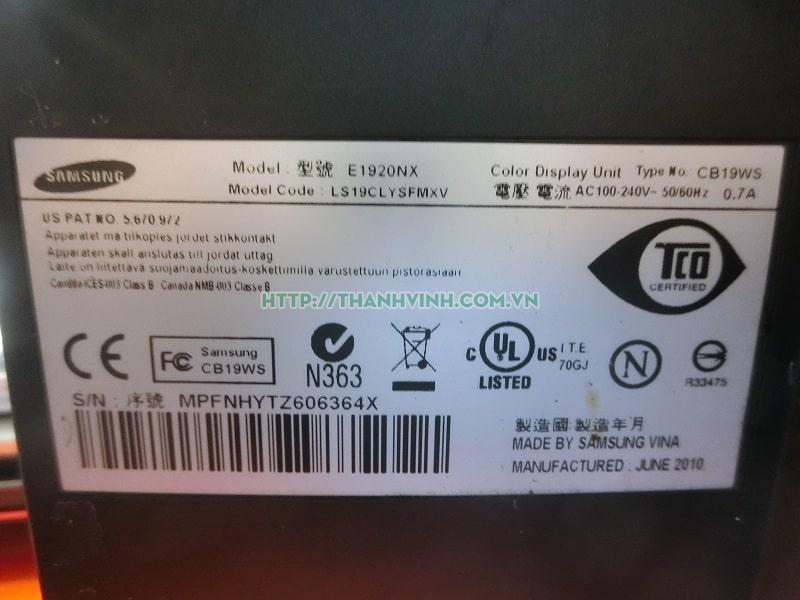 SAMSUNG
Model : 型號 E1920NX
Model Code : LS19CLYSFMXV
Color Display Unit Type No.: CB19WS
電壓 電流 AC100-240V~ 50/60Hz 0.7A
US PAT NO. 5,670,972
Apparatet må tilkoples jordet stikkontakt
Apparaten skall anslutas till jordat uttag
Laite on liitettävä suojamaadoitus-koskettimilla varustettuun pistorasiaan
Canada ICES-003 Class B Canada NMB-003 Classe B
TCO
CERTIFIED
HTTP://THANHVINH.COM.VN
CE
FC Samsung
CB19WS
N363
C UL US
LISTED
I.T.E.
70GJ
N
R33475
S/N : 序號 MPFNHYTZ606364X
製造國 製造年月
MADE BY SAMSUNG VINA
MANUFACTURED : JUNE 2010